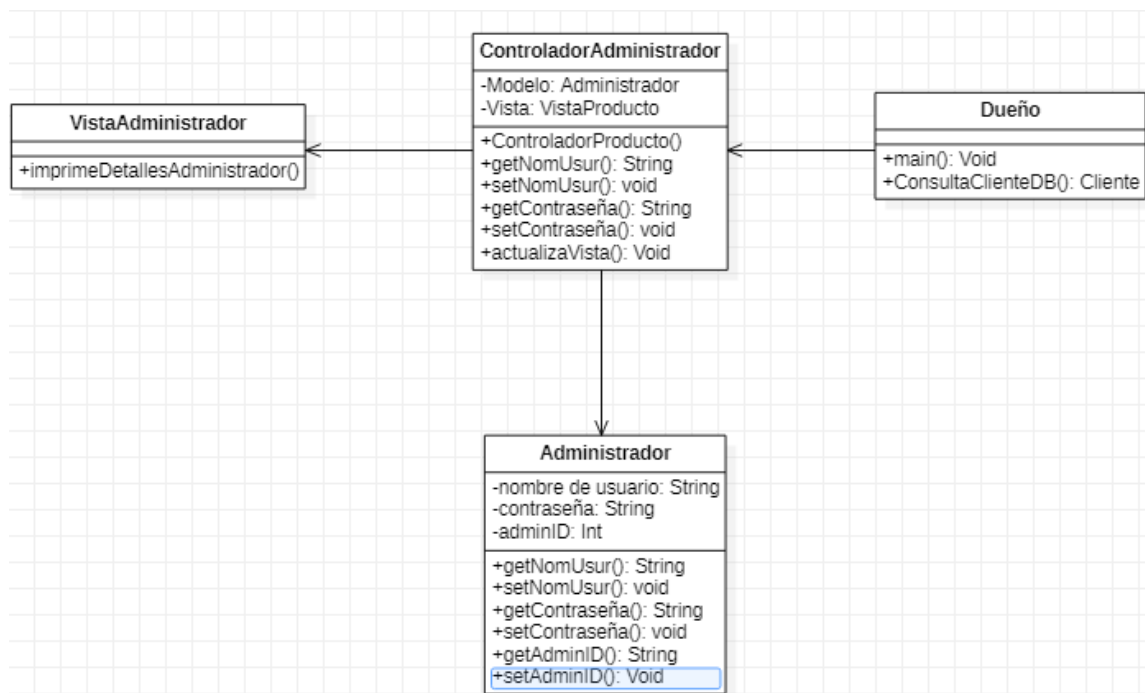 VistaAdministrador
+imprimeDetallesAdministrador()
ControladorAdministrador
-Modelo: Administrador
-Vista: VistaProducto
+ControladorProducto()
+getNomUsur(): String
+setNomUsur(): void
+getContraseña(): String
+setContraseña(): void
+actualizaVista(): Void
Dueño
+main(): Void
+ConsultaClienteDB(): Cliente
Administrador
-nombre de usuario: String
-contraseña: String
-adminID: Int
+getNomUsur(): String
+setNomUsur(): void
+getContraseña(): String
+setContraseña(): void
+getAdminID(): String
+setAdminID(): Void